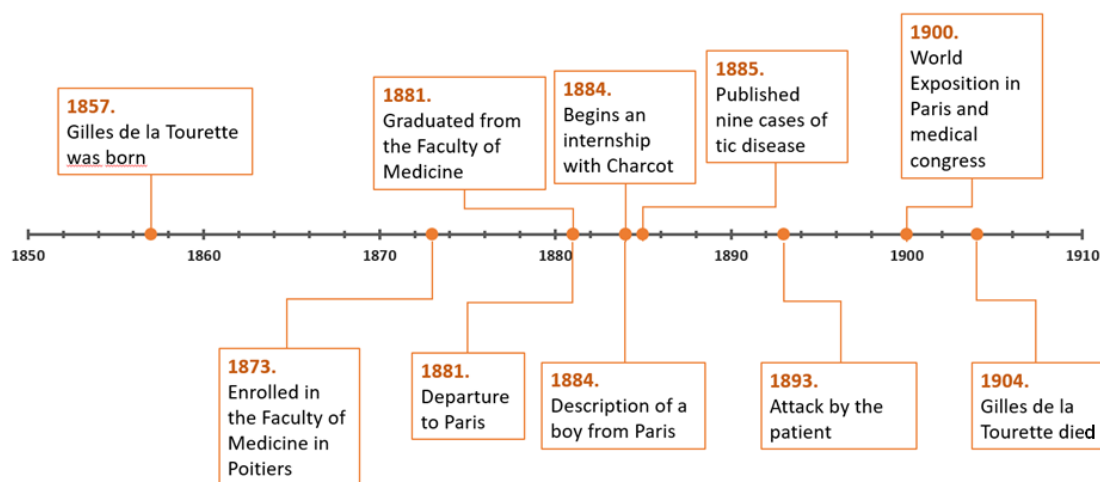 1857.
Gilles de la Tourette
was born
1881.
Graduated from
the Faculty of
Medicine
1884.
Begins an
internship
with Charcot
1885.
Published
nine cases of
tic disease
1900.
World
Exposition in
Paris and
medical
congress
1850 1860 1870 1880 1890 1900 1910
1873.
Enrolled in
the Faculty of
Medicine in
Poitiers
1881.
Departure
to Paris
1884.
Description of a
boy from Paris
1893.
Attack by the
patient
1904.
Gilles de la
Tourette died